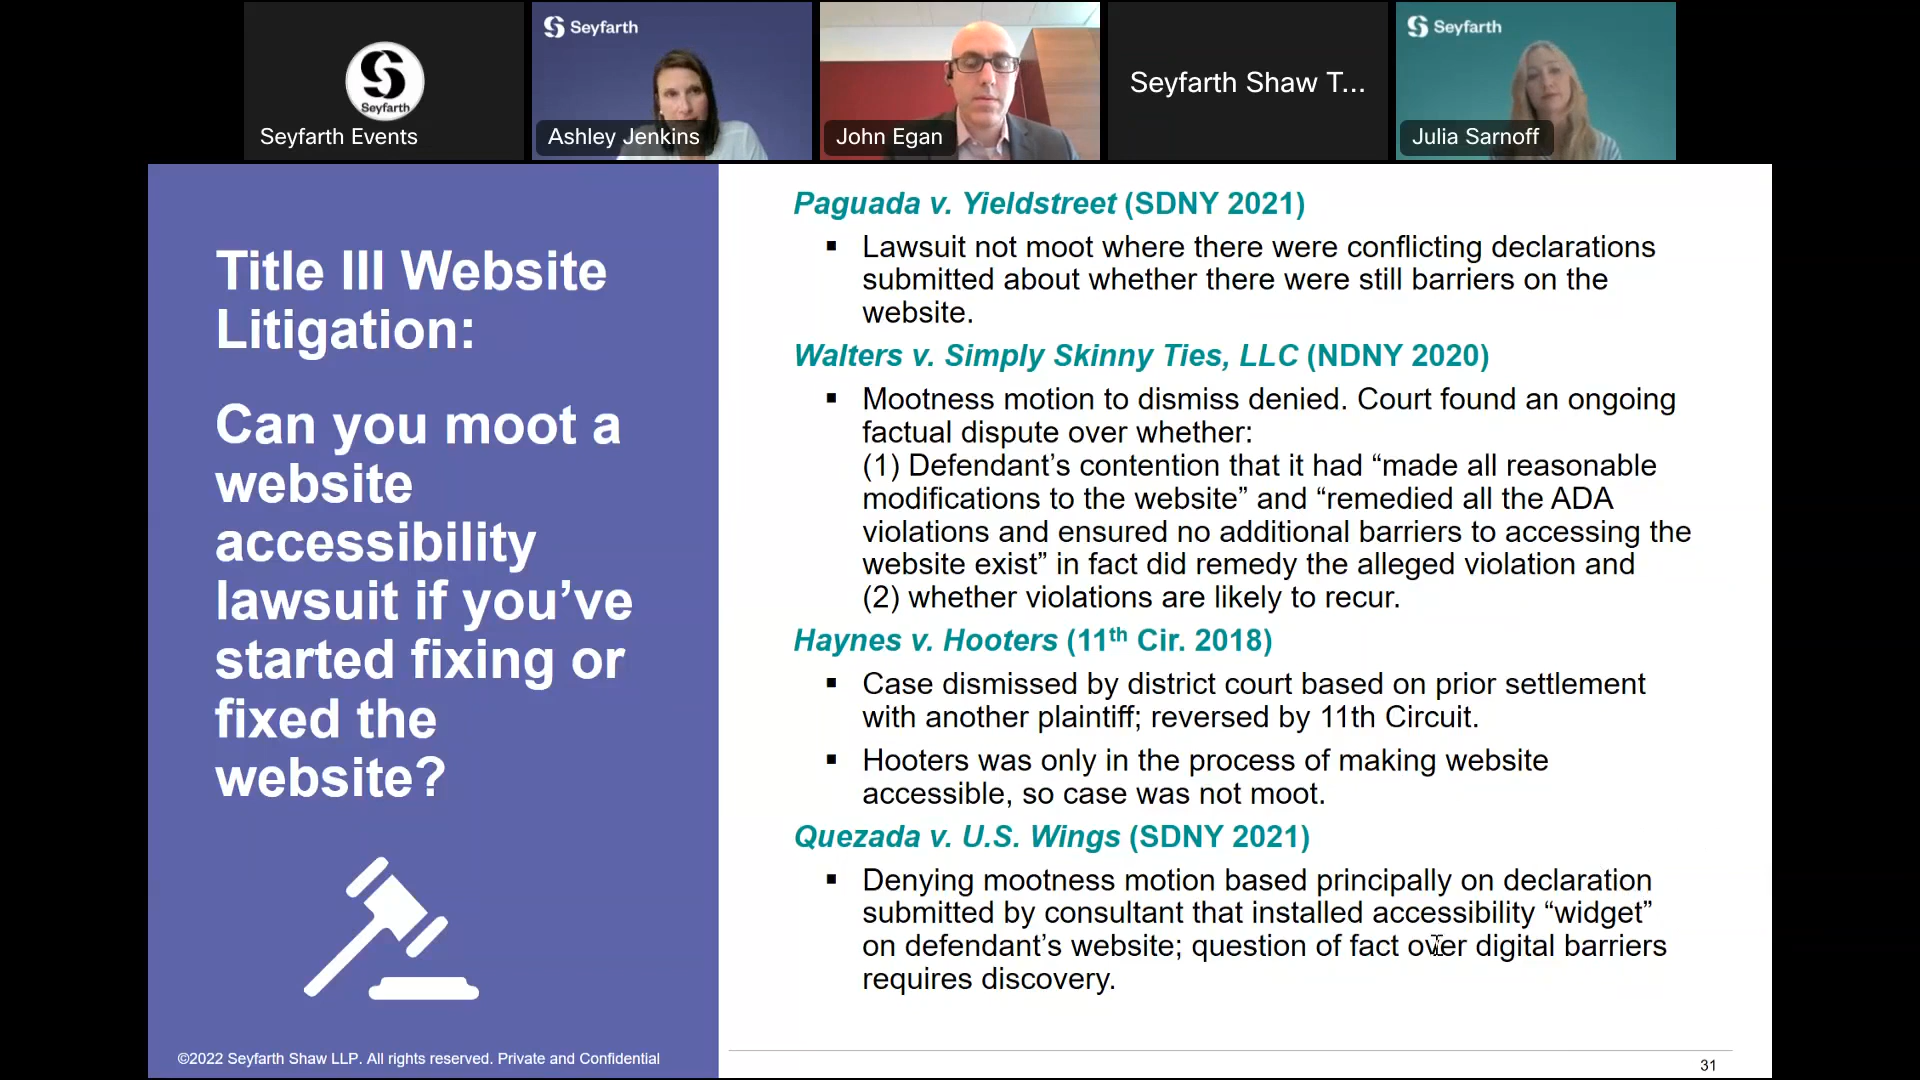 Seyfarth
Seyfarth Events
Seyfarth
Ashley Jenkins
John Egan
Seyfarth Shaw T...
Seyfarth
Julia Sarnoff
Title III Website
Litigation:
Can you moot a
website
accessibility
lawsuit if you’ve
started fixing or
fixed the
website?
©2022 Seyfarth Shaw LLP. All rights reserved. Private and Confidential
Paguada v. Yieldstreet (SDNY 2021)
▪ Lawsuit not moot where there were conflicting declarations
submitted about whether there were still barriers on the
website.
Walters v. Simply Skinny Ties, LLC (NDNY 2020)
▪ Mootness motion to dismiss denied. Court found an ongoing
factual dispute over whether:
(1) Defendant’s contention that it had “made all reasonable
modifications to the website” and “remedied all the ADA
violations and ensured no additional barriers to accessing the
website exist” in fact did remedy the alleged violation and
(2) whether violations are likely to recur.
Haynes v. Hooters (11th Cir. 2018)
▪ Case dismissed by district court based on prior settlement
with another plaintiff; reversed by 11th Circuit.
▪ Hooters was only in the process of making website
accessible, so case was not moot.
Quezada v. U.S. Wings (SDNY 2021)
▪ Denying mootness motion based principally on declaration
submitted by consultant that installed accessibility “widget”
on defendant’s website; question of fact over digital barriers
requires discovery.
31